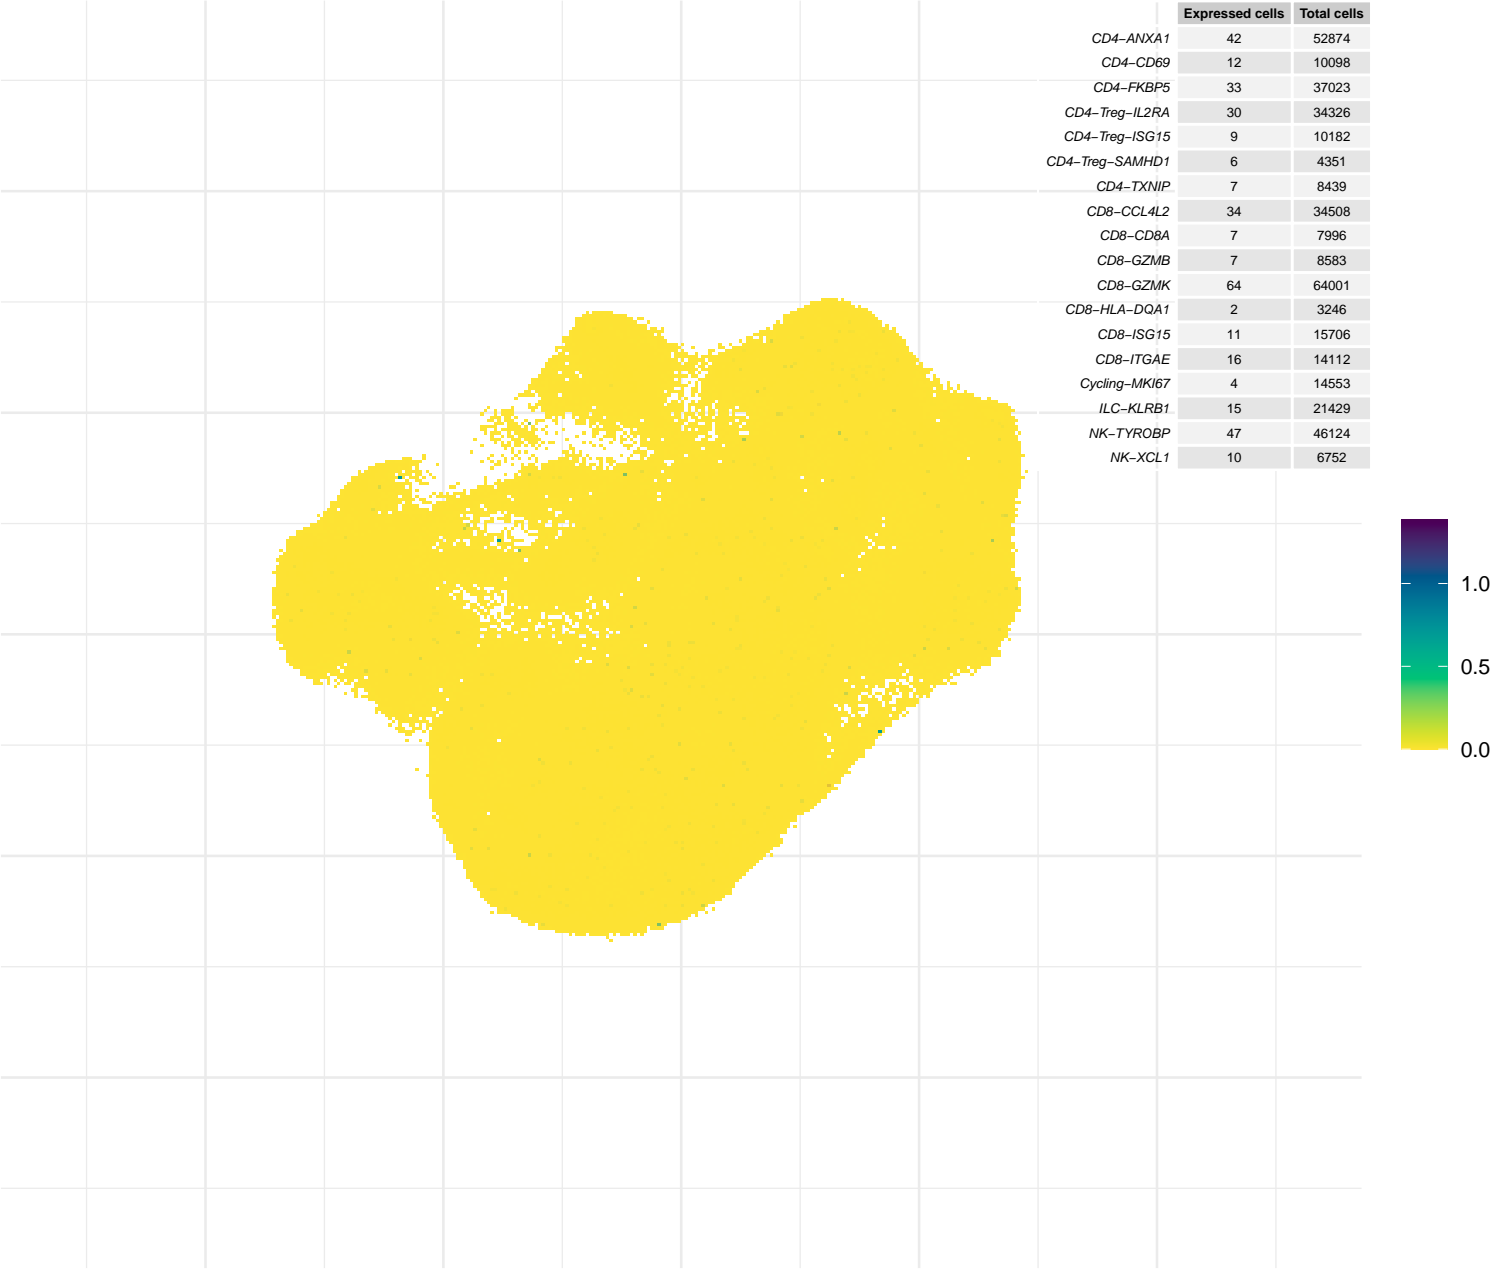 Expressed cells Total cells
CD4−ANXA1 42 52874
CD4−CD69 12 10098
CD4−FKBP5 33 37023
CD4−Treg−IL2RA 30 34326
CD4−Treg−ISG15 9 10182
CD4−Treg−SAMHD1 6 4351
CD4−TXNIP 7 8439
CD8−CCL4L2 34 34508
CD8−CD8A 7 7996
CD8−GZMB 7 8583
CD8−GZMK 64 64001
CD8−HLA−DQA1 2 3246
CD8−ISG15 11 15706
CD8−ITGAE 16 14112
Cycling−MKI67 4 14553
ILC−KLRB1 15 21429
NK−TYROBP 47 46124
NK−XCL1 10 6752
1.0
0.5
0.0